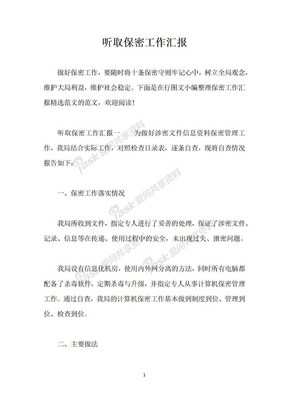 听取保密工作汇报
做好保密工作，要随时将十条保密守则牢记心中，树立全局观念，
维护大局利益，维护社会稳定。下面是在行图文小编整理保密工作汇
报精选范文的范文，欢迎阅读！
听取保密工作汇报一 为做好涉密文件信息资料保密管理工
作，我局结合实际工作，对照检查目录表，逐条自查，现将自查情况
报告如下：
一、保密工作落实情况
我局所收到文件，指定专人进行了妥善的处理，保证了涉密文件、
记录、信息等在传递、使用过程中的安全，未出现过失、泄密问题。
我局设有信息化机房，使用内外网分离的方法，同时所有电脑都
配备了杀毒软件，定期杀毒与升级，并指定专人从事计算机保密管理
工作。通过自查，我局的计算机保密工作基本做到制度到位、管理到
位、检查到位。
二、主要做法
1